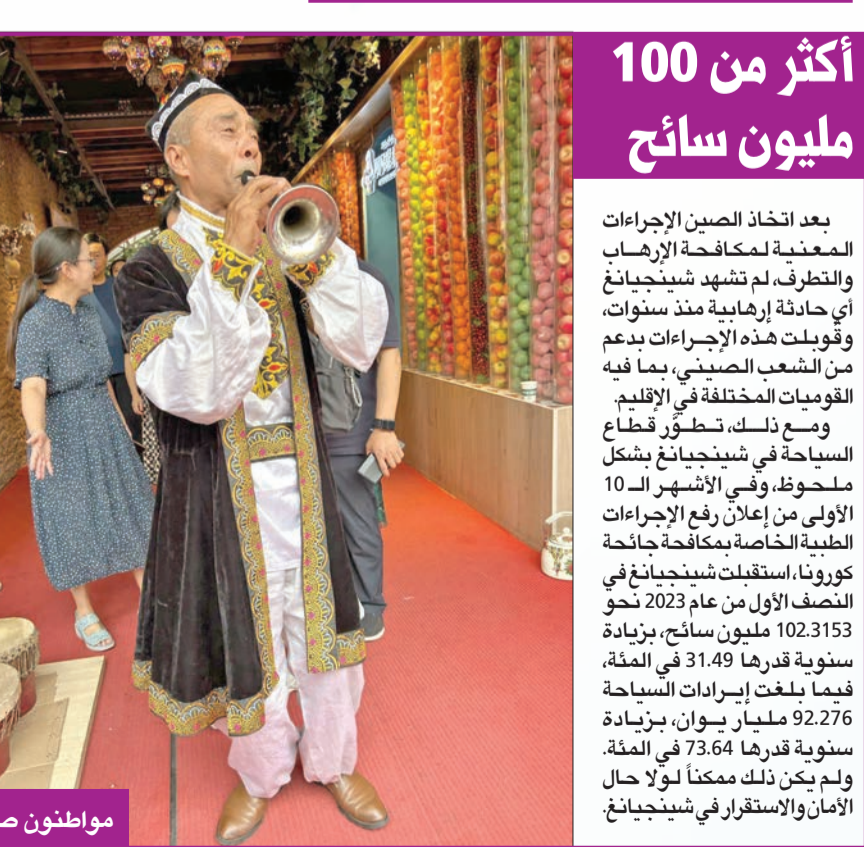 أكثر من 100
مليون سائح
بعد اتخاذ الصين الإجراءات
المعنية لمكافحة الإرهاب
والتطرف، لم تشهد شينجيانغ
أي حادثة إرهابية منذ سنوات،
وقُوبلت هذه الإجراءات بدعم
من الشعب الصيني، بما فيه
القوميات المختلفة في الإقليم.
ومع ذلك، تطوَّر قطاع
السياحة في شينجيانغ بشكل
ملحوظ، وفي الأشهر الـ 10
الأولى من إعلان رفع الإجراءات
الطبية الخاصة بمكافحة جائحة
كورونا، استقبلت شينجيانغ في
النصف الأول من عام 2023 نحو
102.3153 مليون سائح، بزيادة
سنوية قدرها 31.49 في المئة،
فيما بلغت إيرادات السياحة
92.276 مليار يوان، بزيادة
سنوية قدرها 73.64 في المئة.
ولم يكن ذلك ممكناً لولا حال
الأمان والاستقرار في شينجيانغ.
مواطنون